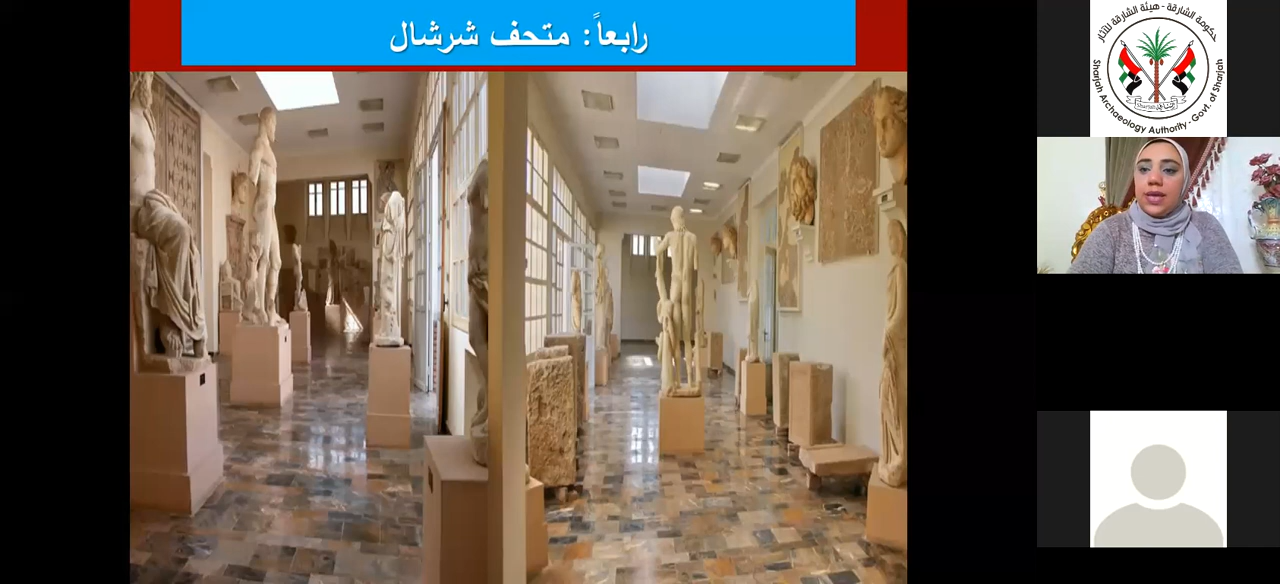 رابعاً: متحف شرشال
حكومة الشارقة - هيئة الشارقة للآثار
Sharjah Archaeology Authority - Govt. of Sharjah